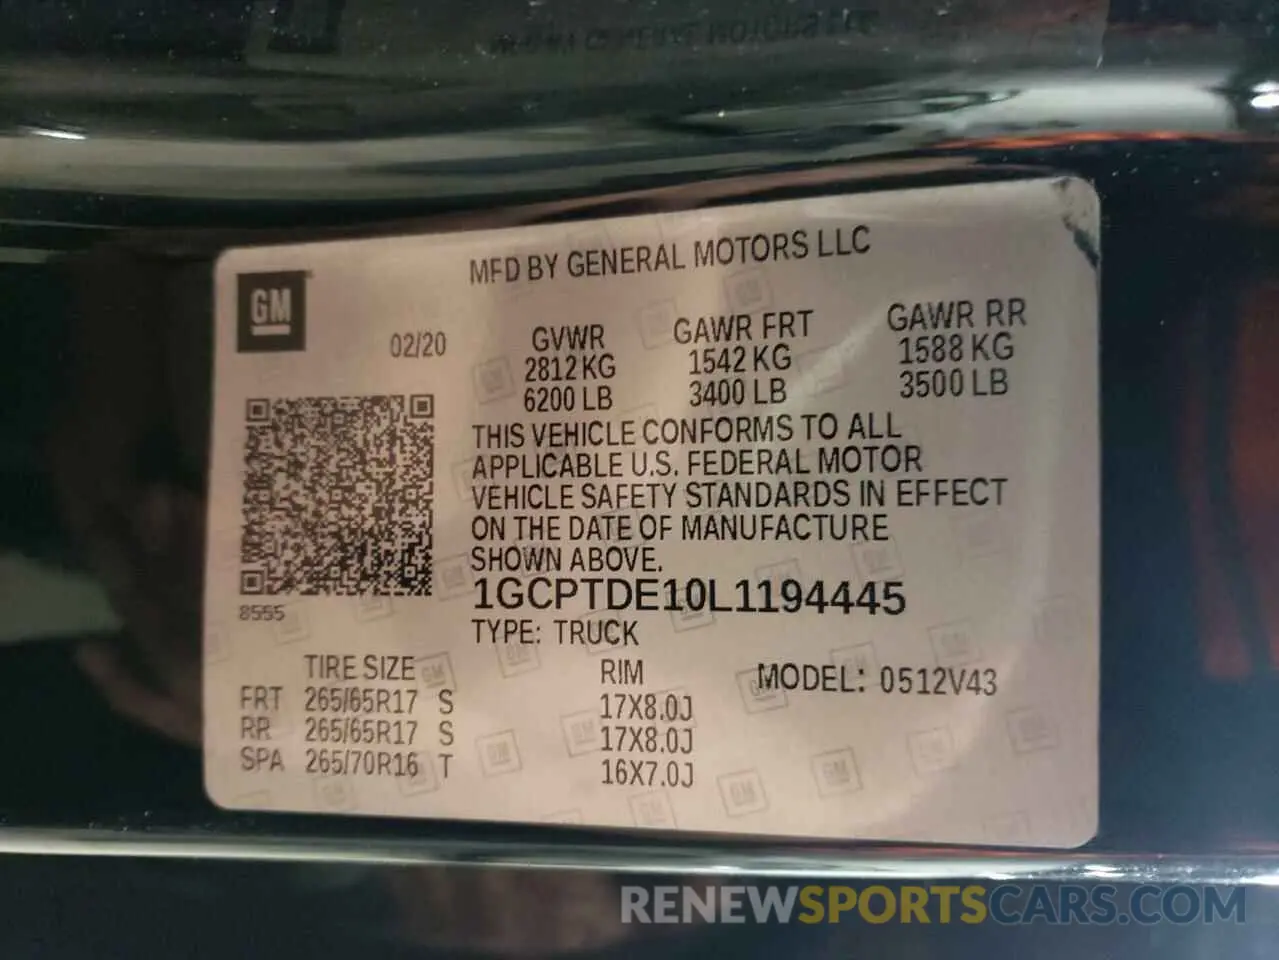 MFD BY GENERAL MOTORS LLC
GM
02/20
GVWR GAWR FRT GAWR RR
2812 KG 1542 KG 1588 KG
6200 LB 3400 LB 3500 LB
THIS VEHICLE CONFORMS TO ALL
APPLICABLE U.S. FEDERAL MOTOR
VEHICLE SAFETY STANDARDS IN EFFECT
ON THE DATE OF MANUFACTURE
SHOWN ABOVE.
8555
1GCPTDE10L1194445
TYPE: TRUCK
TIRE SIZE RIM MODEL: 0512V43
FRT 265/65R17 S 17X8.0J
RR 265/65R17 S 17X8.0J
SPA 265/70R16 T 16X7.0J
RENEWSPORTSCARS.COM